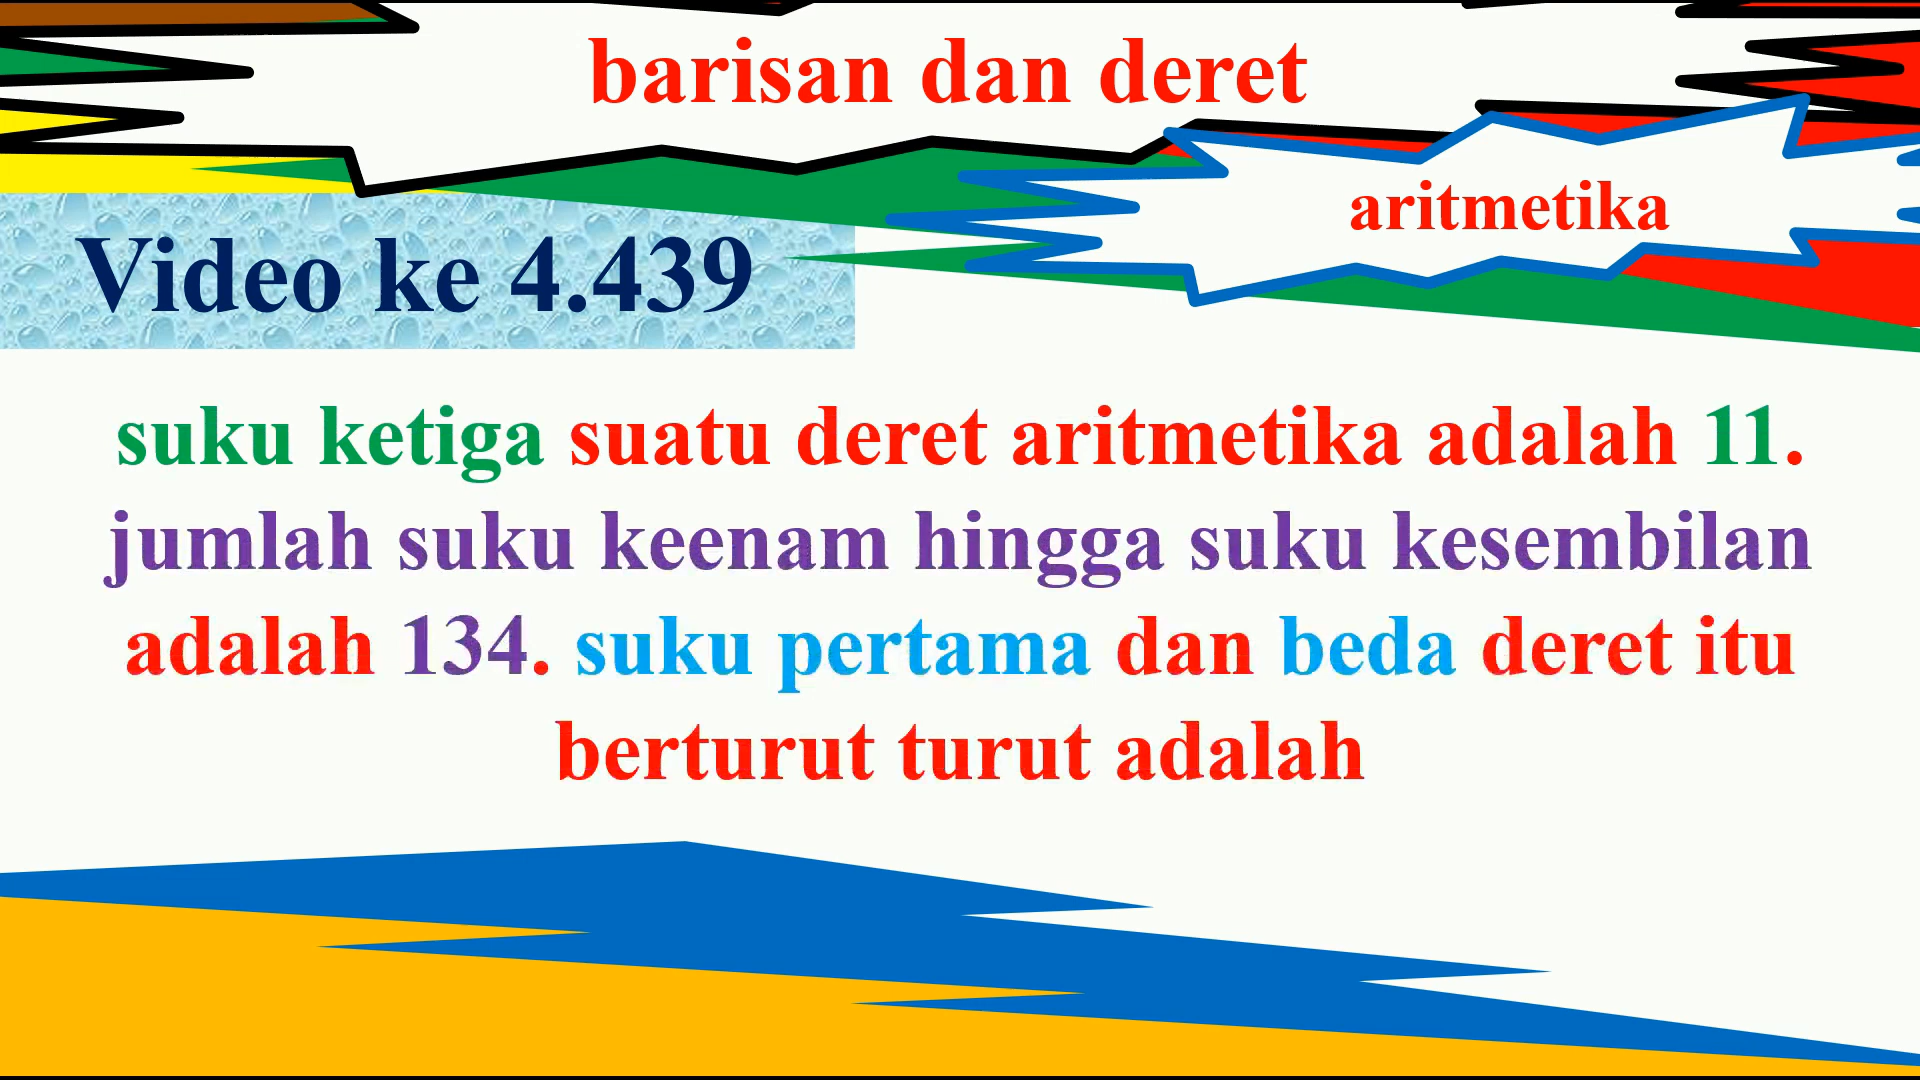 barisan dan deret
aritmetika
Video ke 4.439
suku ketiga suatu deret aritmetika adalah 11.
jumlah suku keenam hingga suku kesembilan
adalah 134. suku pertama dan beda deret itu
berturut turut adalah